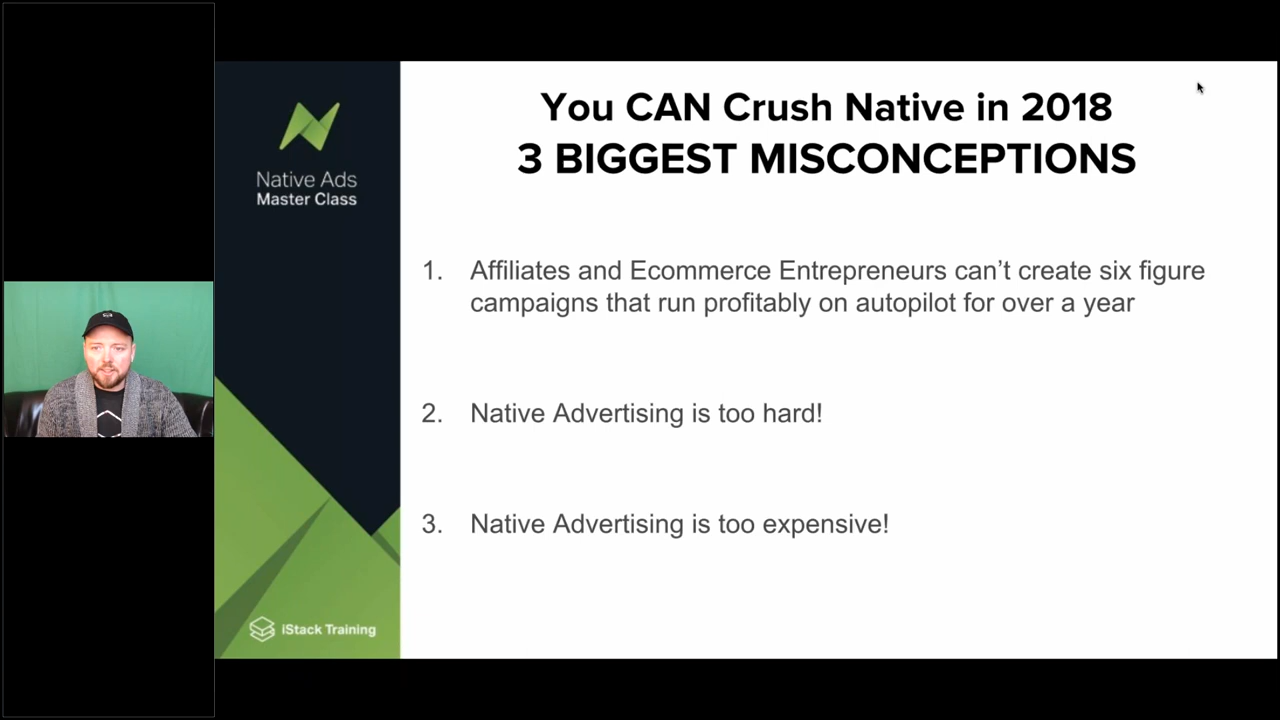 Native Ads
Master Class
You CAN Crush Native in 2018
3 BIGGEST MISCONCEPTIONS
1. Affiliates and Ecommerce Entrepreneurs can’t create six figure
campaigns that run profitably on autopilot for over a year
2. Native Advertising is too hard!
3. Native Advertising is too expensive!
iStack Training